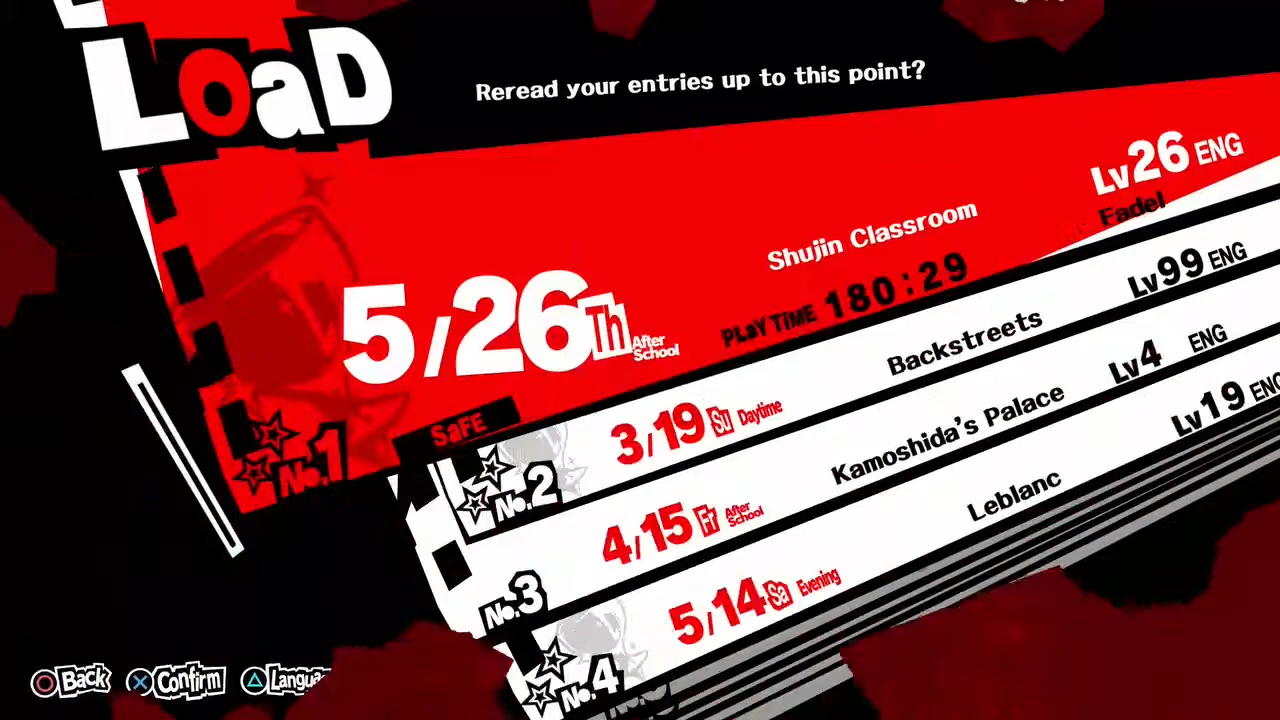 LOaD
Reread your entries up to this point?
Lv26 ENG
Fadel
Shujin Classroom
5/26 Th After School
PLaY TiME 180:29
SaFE
No.1
Lv99 ENG
Backstreets
3/19 Su Daytime
No.2
Lv4 ENG
Kamoshida's Palace
4/15 Fr After School
No.3
Lv19 ENG
Leblanc
5/14 Sa Evening
No.4
Back
Confirm